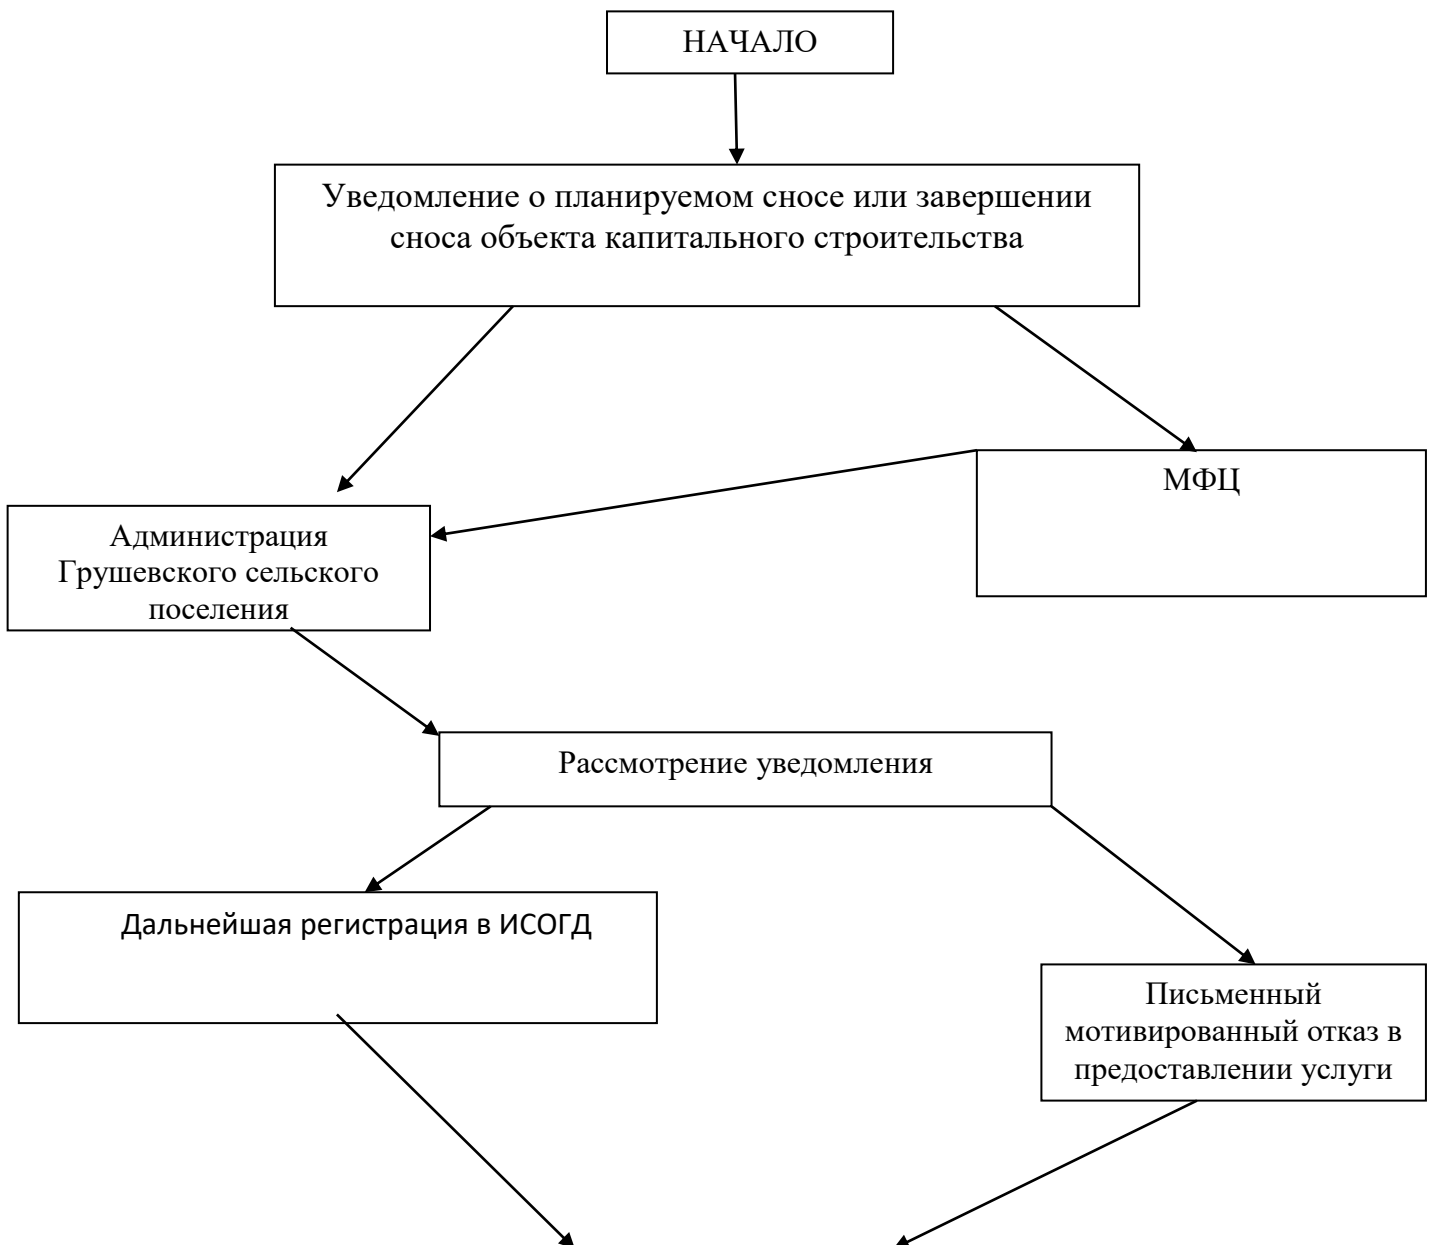 НАЧАЛО
Уведомление о планируемом сносе или завершении
сноса объекта капитального строительства
МФЦ
Администрация
Грушевского сельского
поселения
Рассмотрение уведомления
Дальнейшая регистрация в ИСОГД
Письменный
мотивированный отказ в
предоставлении услуги